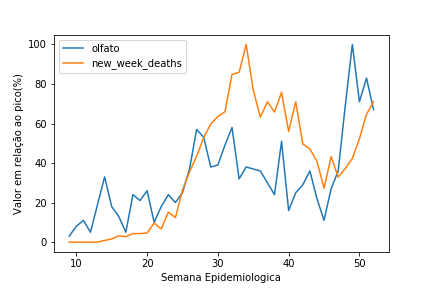 olfato
new_week_deaths
Valor em relação ao pico(%)
100
80
60
40
20
0
10
20
30
40
50
Semana Epidemiologica